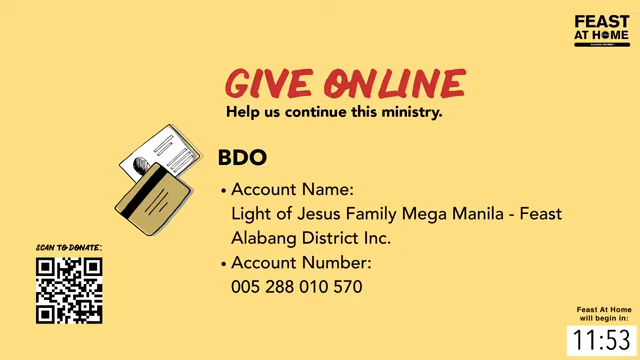 FEAST
AT HOME
GIVE ONLINE
Help us continue this ministry.
BDO
• Account Name:
Light of Jesus Family Mega Manila - Feast
Alabang District Inc.
• Account Number:
005 288 010 570
SCAN TO DONATE:
Feast At Home
will begin in:
11:53